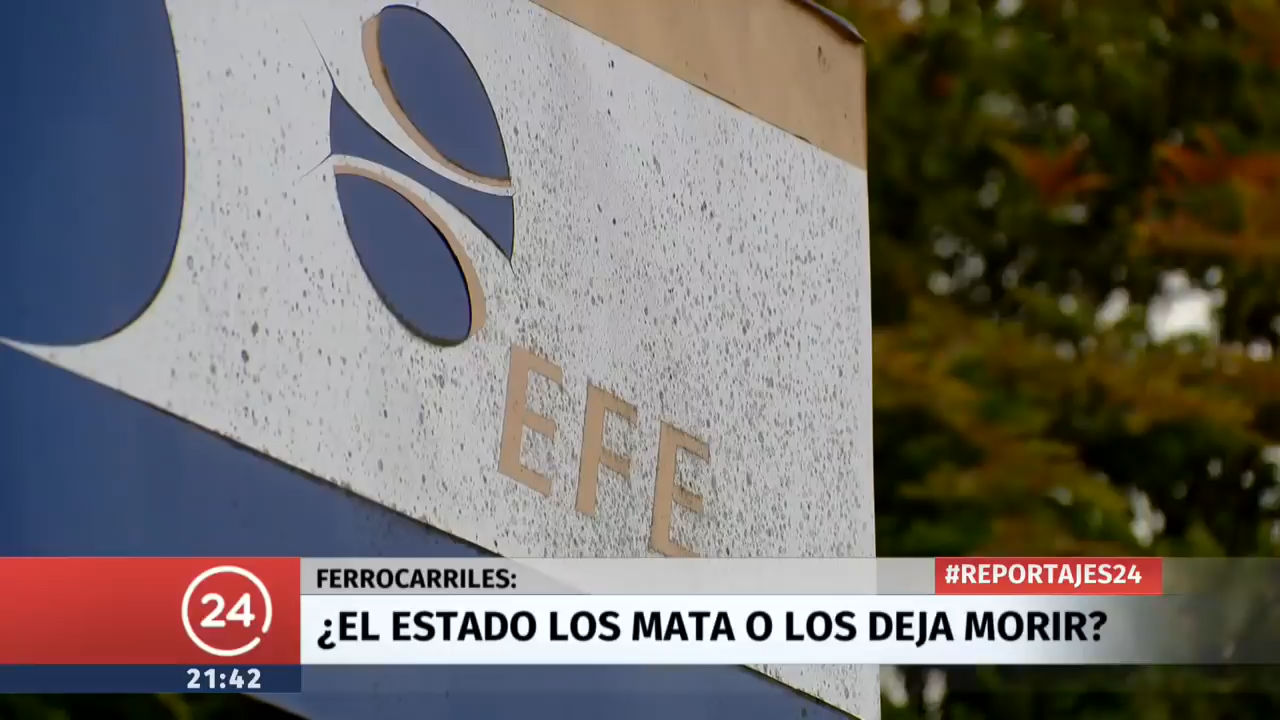 EFE
FERROCARRILES:
#REPORTAJES24
24
¿EL ESTADO LOS MATA O LOS DEJA MORIR?
21:42